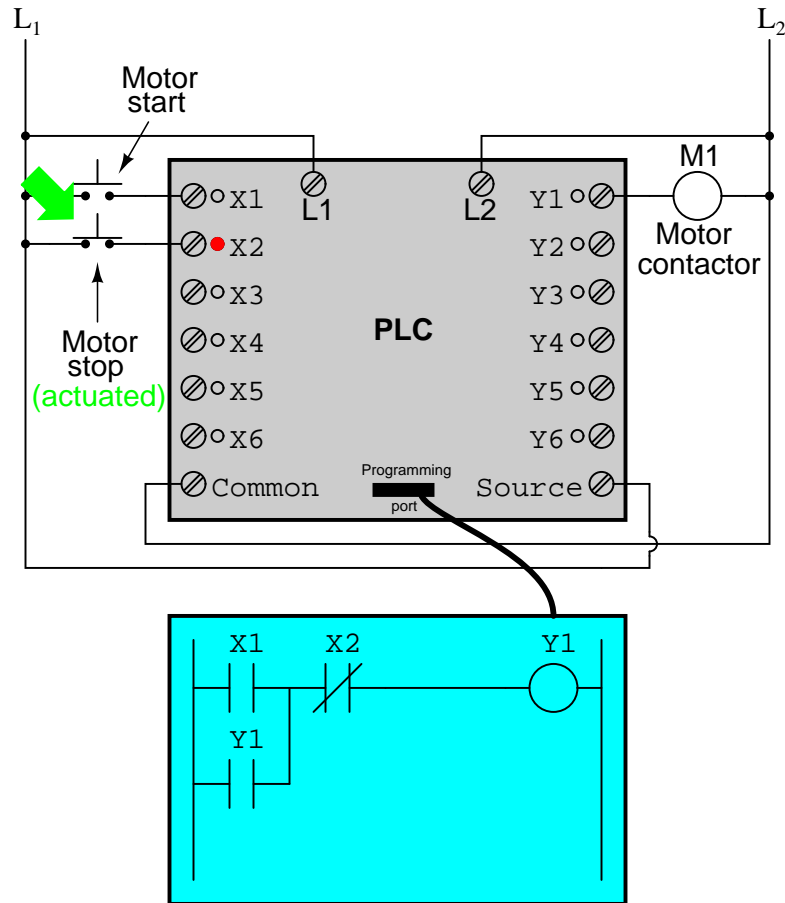 L1
L2
Motor
start
M1
X1
L1
L2
Y1
X2
Y2
Motor
contactor
X3
Y3
Motor
stop
(actuated)
X4
PLC
Y4
X5
Y5
X6
Y6
Common
Programming
port
Source
X1
X2
Y1
Y1